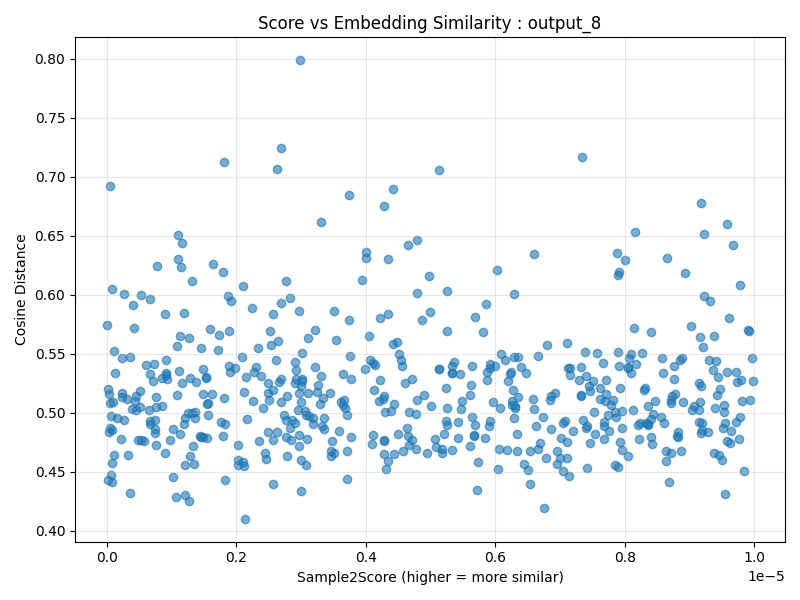 Score vs Embedding Similarity : output_8
0.80
0.75
0.70
0.65
0.60
0.55
0.50
0.45
0.40
Cosine Distance
0.0 0.2 0.4 0.6 0.8 1.0
1e−5
Sample2Score (higher = more similar)